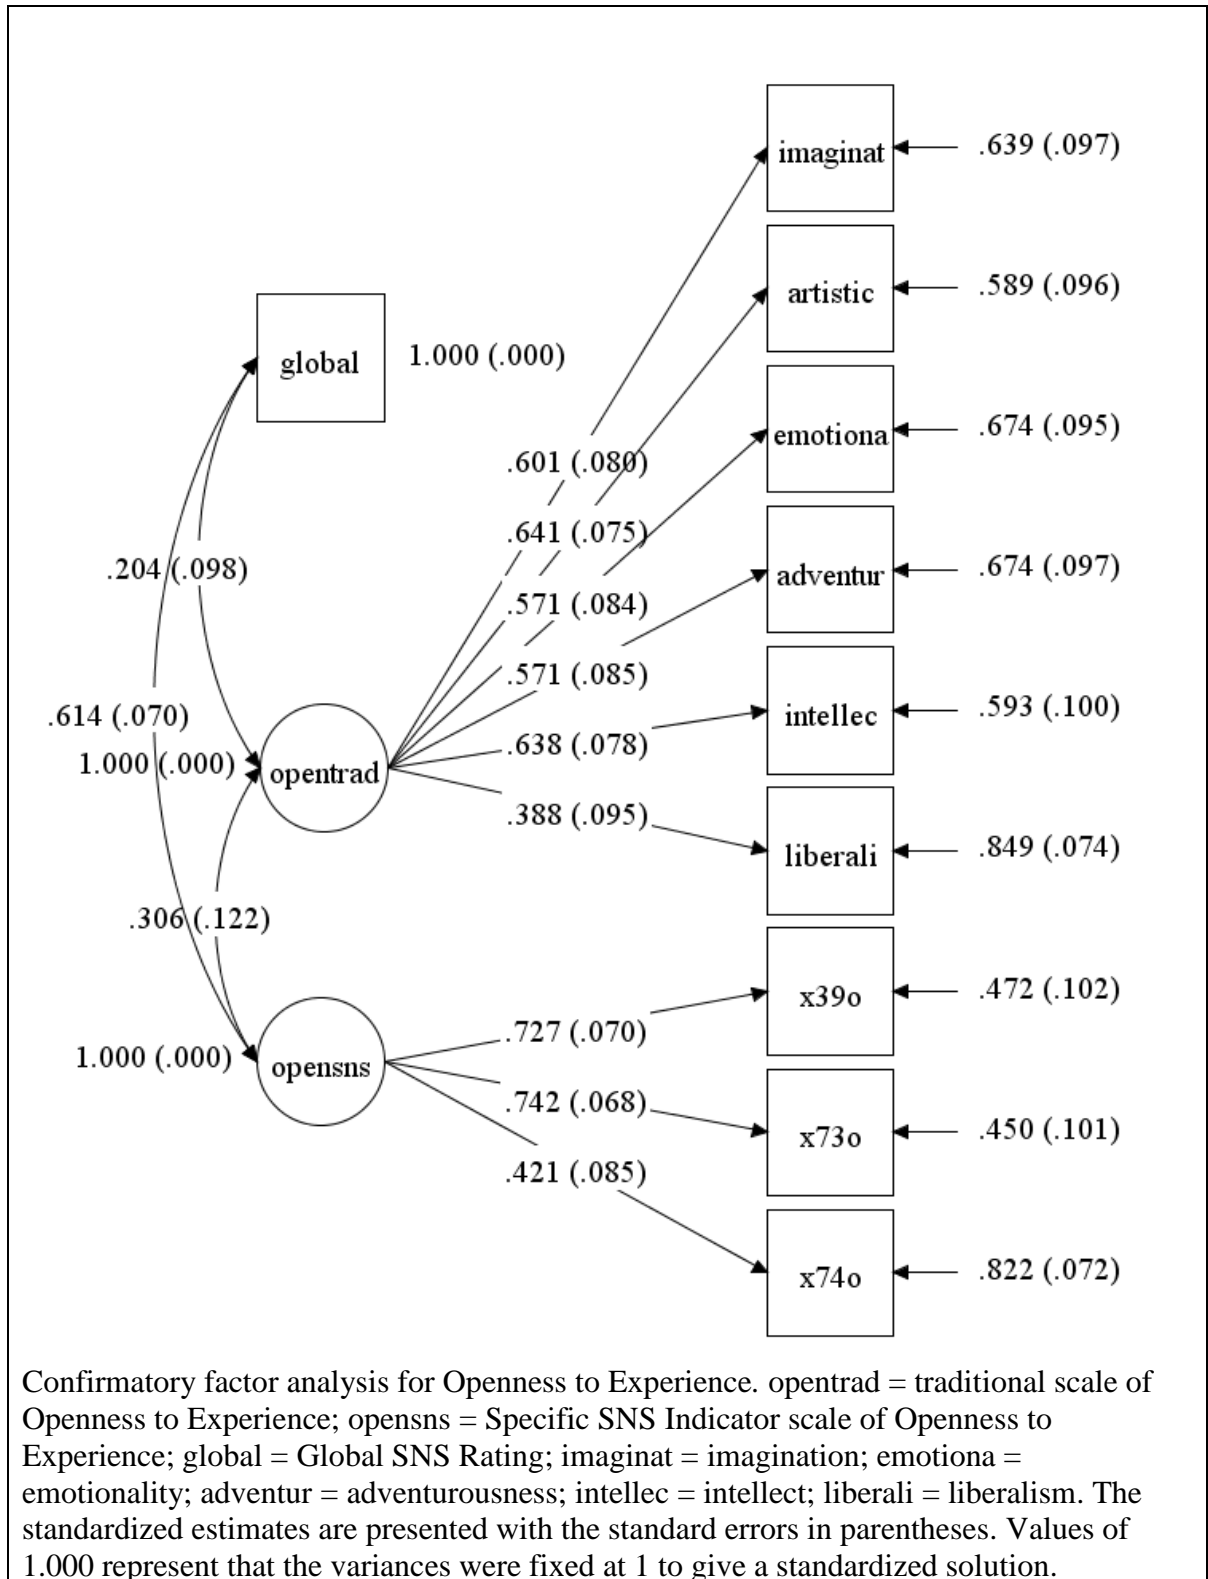 imaginat
.639 (.097)
artistic
.589 (.096)
global
1.000 (.000)
emotiona
.674 (.095)
.601 (.080)
.641 (.075)
.204 (.098)
adventur
.674 (.097)
.571 (.084)
.571 (.085)
.614 (.070)
intellec
.593 (.100)
.638 (.078)
1.000 (.000)
opentrad
.388 (.095)
liberali
.849 (.074)
.306 (.122)
x39o
.472 (.102)
.727 (.070)
1.000 (.000)
opensns
.742 (.068)
x73o
.450 (.101)
.421 (.085)
x74o
.822 (.072)
Confirmatory factor analysis for Openness to Experience. opentrad = traditional scale of
Openness to Experience; opensns = Specific SNS Indicator scale of Openness to
Experience; global = Global SNS Rating; imaginat = imagination; emotiona =
emotionality; adventur = adventurousness; intellec = intellect; liberali = liberalism. The
standardized estimates are presented with the standard errors in parentheses. Values of
1.000 represent that the variances were fixed at 1 to give a standardized solution.